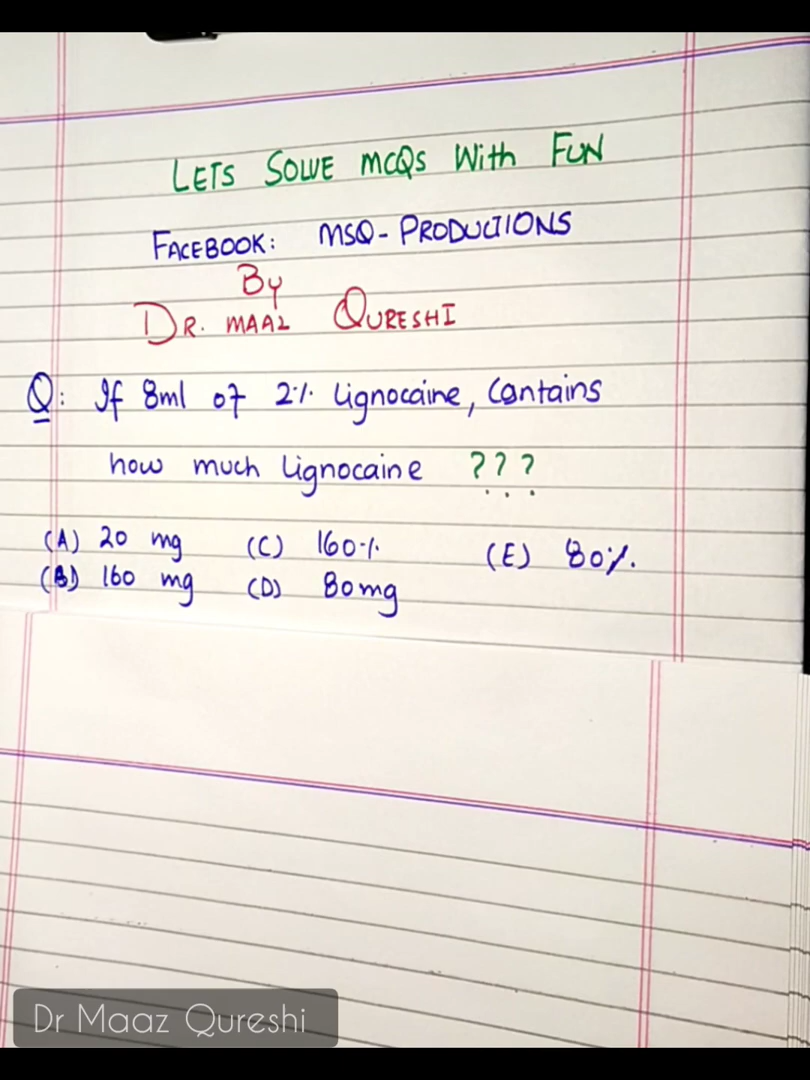 LETS SOLVE MCQs With FUN
FACEBOOK: MSQ-PRODUCTIONS
By
DR. MAAZ QURESHI
Q: If 8ml of 2% lignocaine, Contains
how much lignocaine ???
(A) 20 mg (C) 160% (E) 80%.
(B) 160 mg (D) 80mg
Dr Maaz Qureshi